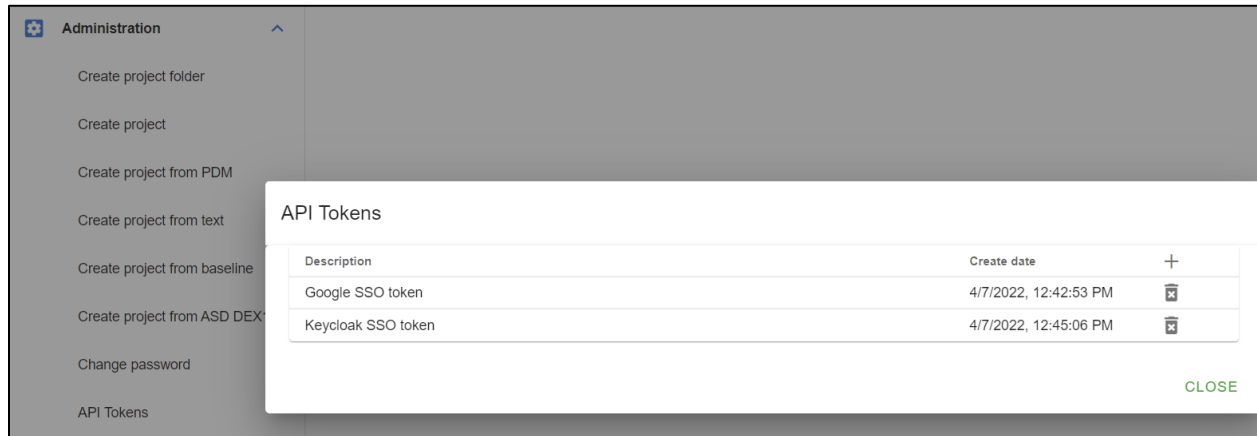 Administration
Create project folder
Create project
Create project from PDM
Create project from text
Create project from baseline
Create project from ASD DEX
Change password
API Tokens
API Tokens
Description Create date +
Google SSO token 4/7/2022, 12:42:53 PM
Keycloak SSO token 4/7/2022, 12:45:06 PM
CLOSE